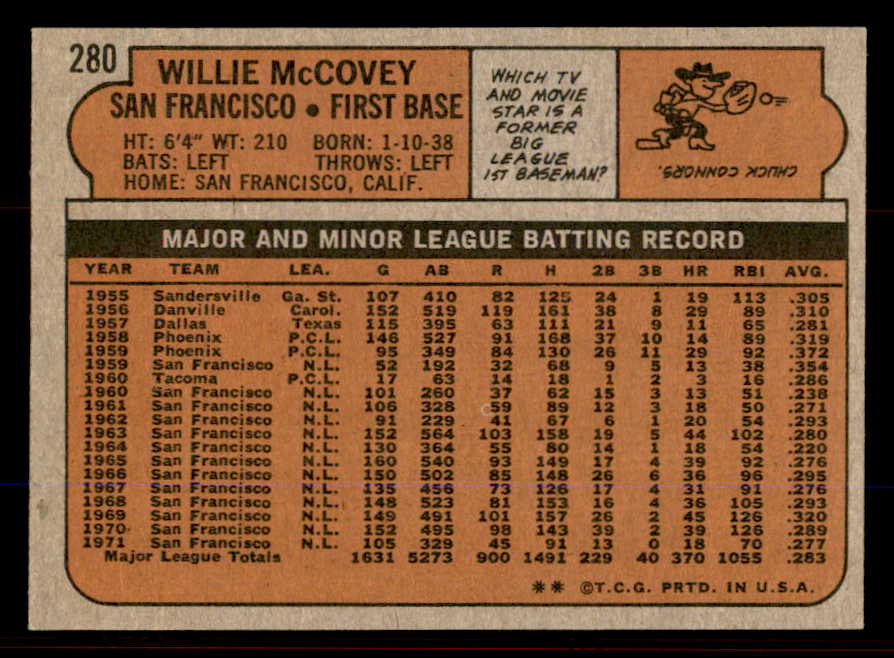 280
WILLIE McCOVEY
SAN FRANCISCO • FIRST BASE
HT: 6'4" WT: 210 BORN: 1-10-38
BATS: LEFT THROWS: LEFT
HOME: SAN FRANCISCO, CALIF.
WHICH TV
AND MOVIE
STAR IS A
FORMER
BIG
LEAGUE
1ST BASEMAN?
CHUCK CONNORS.
MAJOR AND MINOR LEAGUE BATTING RECORD
YEAR TEAM LEA. G AB R H 2B 3B HR RBI AVG.
1955 Sandersville Ga. St. 107 410 82 125 24 1 19 113 .305
1956 Danville Carol. 152 519 119 161 38 8 29 89 .310
1957 Dallas Texas 115 395 63 111 21 9 11 65 .281
1958 Phoenix P.C.L. 146 527 91 168 37 10 14 89 .319
1959 Phoenix P.C.L. 95 349 84 130 26 11 29 92 .372
1959 San Francisco N.L. 52 192 32 68 9 5 13 38 .354
1960 Tacoma P.C.L. 17 63 14 18 1 2 3 16 .286
1960 San Francisco N.L. 101 260 37 62 15 3 13 51 .238
1961 San Francisco N.L. 106 328 59 89 12 3 18 50 .271
1962 San Francisco N.L. 91 229 41 67 6 1 20 54 .293
1963 San Francisco N.L. 152 564 103 158 19 5 44 102 .280
1964 San Francisco N.L. 130 364 55 80 14 1 18 54 .220
1965 San Francisco N.L. 160 540 93 149 17 4 39 92 .276
1966 San Francisco N.L. 150 502 85 148 26 6 36 96 .295
1967 San Francisco N.L. 135 456 73 126 17 4 31 91 .276
1968 San Francisco N.L. 148 523 81 153 16 4 36 105 .293
1969 San Francisco N.L. 149 491 101 157 26 2 45 126 .320
1970 San Francisco N.L. 152 495 98 143 39 2 39 126 .289
1971 San Francisco N.L. 105 329 45 91 13 0 18 70 .277
Major League Totals 1631 5273 900 1491 229 40 370 1055 .283
** ©T.C.G. PRTD. IN U.S.A.